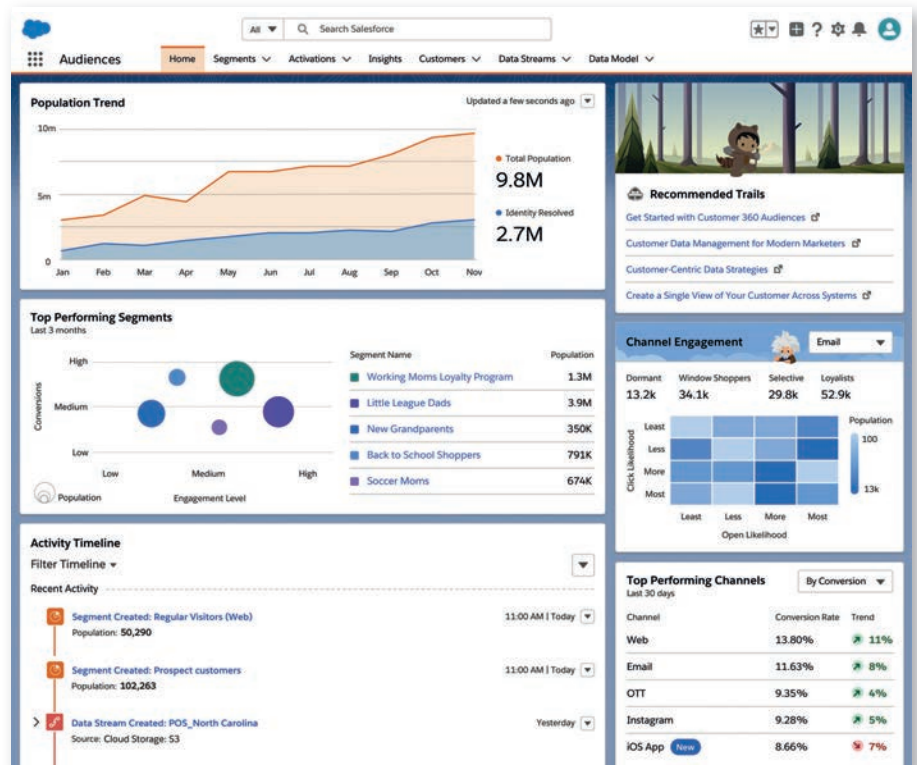 All
Search Salesforce
Audiences
Home
Segments
Activations
Insights
Customers
Data Streams
Data Model
Population Trend
Updated a few seconds ago
10m
5m
0
Jan Feb Mar Apr May Jun Jul Aug Sep Oct Nov
Total Population
9.8M
Identity Resolved
2.7M
Recommended Trails
Get Started with Customer 360 Audiences
Customer Data Management for Modern Marketers
Customer-Centric Data Strategies
Create a Single View of Your Customer Across Systems
Top Performing Segments
Last 3 months
Conversions
High
Medium
Low
Low Medium High
Population
Engagement Level
Segment Name Population
Working Moms Loyalty Program 1.3M
Little League Dads 3.9M
New Grandparents 350K
Back to School Shoppers 791K
Soccer Moms 674K
Channel Engagement
Email
Dormant Window Shoppers Selective Loyalists
13.2k 34.1k 29.8k 52.9k
Click Likelihood
Least
Less
More
Most
Least Less More Most
Open Likelihood
Population
100
13k
Activity Timeline
Filter Timeline
Recent Activity
Segment Created: Regular Visitors (Web) 11:00 AM | Today
Population: 50,290
Segment Created: Prospect customers 11:00 AM | Today
Population: 102,263
Data Stream Created: POS_North Carolina Yesterday
Source: Cloud Storage: S3
Top Performing Channels
By Conversion
Last 30 days
Channel Conversion Rate Trend
Web 13.80% 11%
Email 11.63% 8%
OTT 9.35% 4%
Instagram 9.28% 5%
iOS App New 8.66% 7%